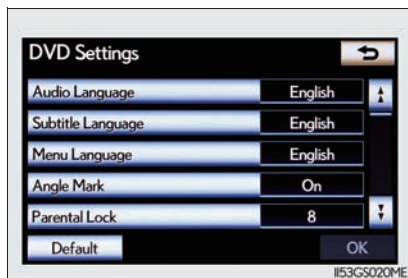 DVD Settings
Audio Language English
Subtitle Language English
Menu Language English
Angle Mark On
Parental Lock 8
Default OK
II53GS020ME